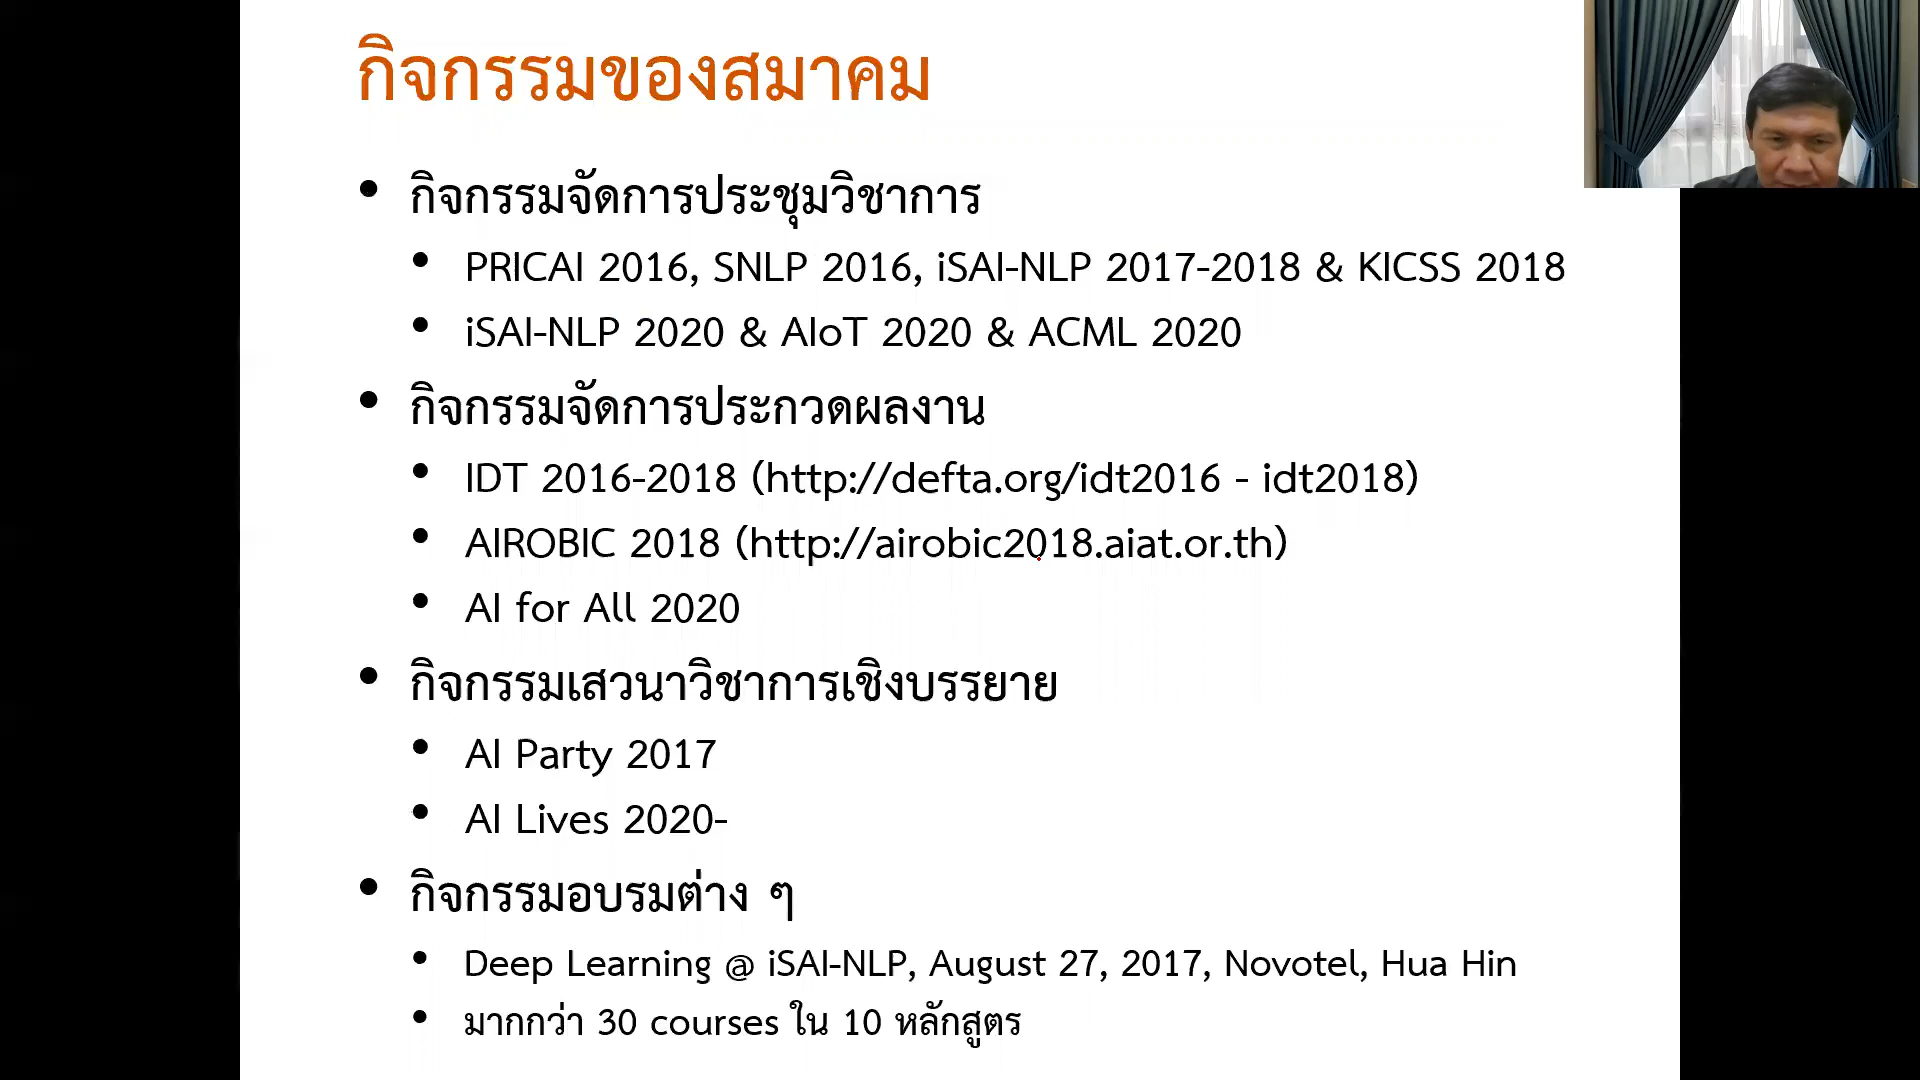 กิจกรรมของสมาคม
• กิจกรรมจัดการประชุมวิชาการ
• PRICAI 2016, SNLP 2016, iSAI-NLP 2017-2018 & KICSS 2018
• iSAI-NLP 2020 & AIoT 2020 & ACML 2020
• กิจกรรมจัดการประกวดผลงาน
• IDT 2016-2018 (http://defta.org/idt2016 - idt2018)
• AIROBIC 2018 (http://airobic2018.aiat.or.th)
• AI for All 2020
• กิจกรรมเสวนาวิชาการเชิงบรรยาย
• AI Party 2017
• AI Lives 2020-
• กิจกรรมอบรมต่าง ๆ
• Deep Learning @ iSAI-NLP, August 27, 2017, Novotel, Hua Hin
• มากกว่า 30 courses ใน 10 หลักสูตร